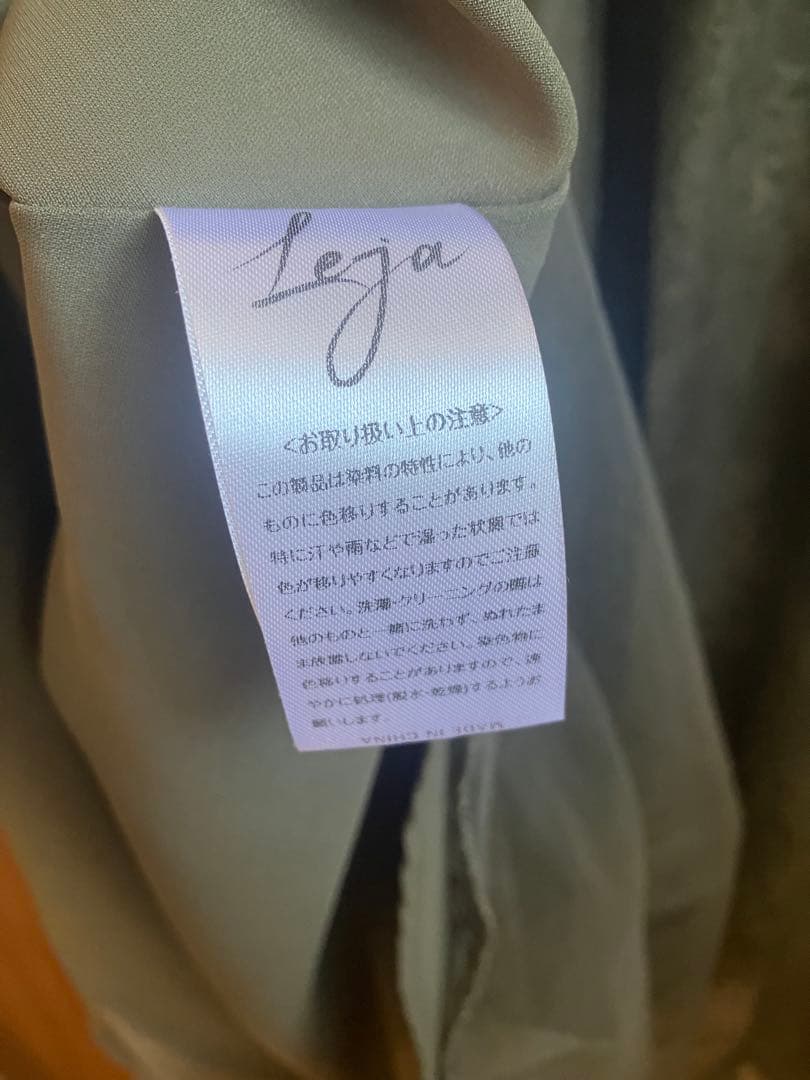 Leja
<お取り扱い上の注意>
この製品は染料の特性により、他の
ものに色移りすることがあります。
特に汗や雨などで湿った状態では
色が移りやすくなりますのでご注意
ください。洗濯・クリーニングの際は
他のものと一緒に洗わず、ぬれたま
ま放置しないでください。染色物に
色移りすることがありますので、速
やかに処理(脱水・乾燥)するようお
願いします。
MADE IN CHINA